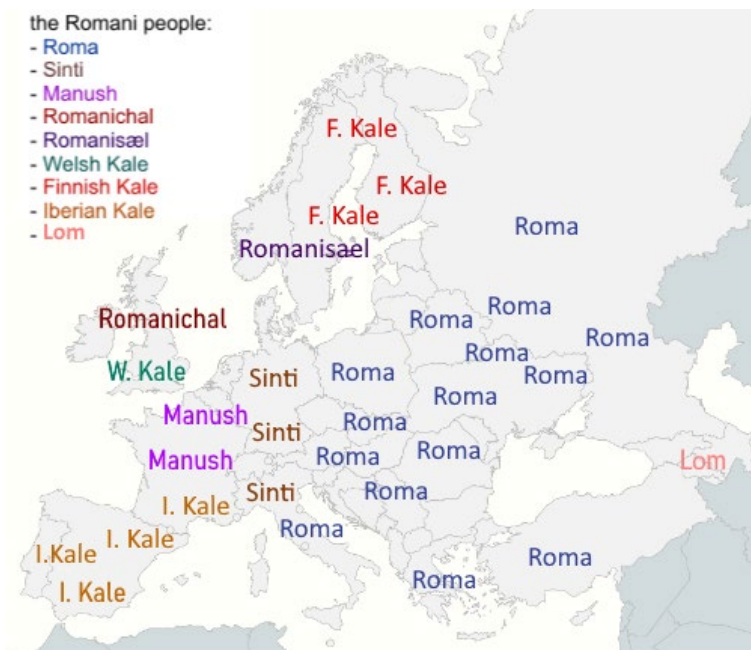 the Romani people:
- Roma
- Sinti
- Manush
- Romanichal
- Romanisæl
- Welsh Kale
- Finnish Kale
- Iberian Kale
- Lom
F. Kale
F. Kale
F. Kale
Roma
Romanisæl
Roma
Romanichal
Roma
Roma
Roma
W. Kale
Sinti
Roma
Roma
Roma
Manush
Roma
Sinti
Roma
Manush
Roma
Lom
Sinti
Roma
I. Kale
Roma
I. Kale
I.Kale
Roma
Roma
I. Kale